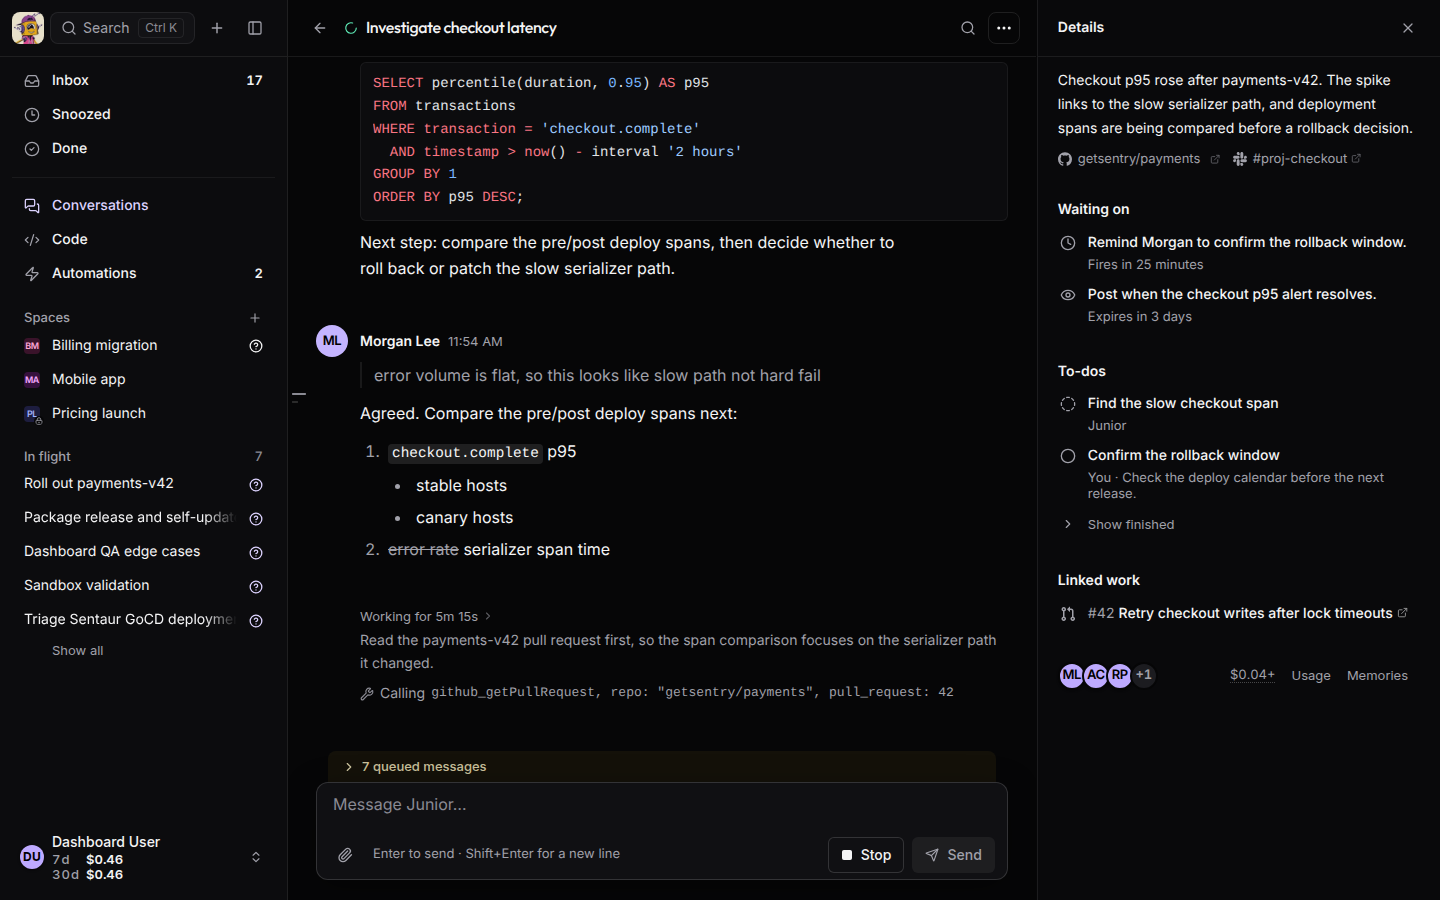 Search Ctrl K
Inbox 17
Snoozed
Done
Conversations
Code
Automations 2
Spaces
BM Billing migration
MA Mobile app
PL Pricing launch
In flight 7
Roll out payments-v42
Package release and self-updat
Dashboard QA edge cases
Sandbox validation
Triage Sentaur GoCD deployme
Show all
DU Dashboard User
7d $0.46
30d $0.46
Investigate checkout latency
SELECT percentile(duration, 0.95) AS p95
FROM transactions
WHERE transaction = 'checkout.complete'
AND timestamp > now() - interval '2 hours'
GROUP BY 1
ORDER BY p95 DESC;
Next step: compare the pre/post deploy spans, then decide whether to
roll back or patch the slow serializer path.
ML Morgan Lee 11:54 AM
error volume is flat, so this looks like slow path not hard fail
Agreed. Compare the pre/post deploy spans next:
1. checkout.complete p95
• stable hosts
• canary hosts
2. error rate serializer span time
Working for 5m 15s
Read the payments-v42 pull request first, so the span comparison focuses on the serializer path
it changed.
Calling github_getPullRequest, repo: "getsentry/payments", pull_request: 42
7 queued messages
Message Junior...
Enter to send · Shift+Enter for a new line
Stop
Send
Details
Checkout p95 rose after payments-v42. The spike
links to the slow serializer path, and deployment
spans are being compared before a rollback decision.
getsentry/payments #proj-checkout
Waiting on
Remind Morgan to confirm the rollback window.
Fires in 25 minutes
Post when the checkout p95 alert resolves.
Expires in 3 days
To-dos
Find the slow checkout span
Junior
Confirm the rollback window
You · Check the deploy calendar before the next
release.
Show finished
Linked work
#42 Retry checkout writes after lock timeouts
ML AC RP +1 $0.04+ Usage Memories